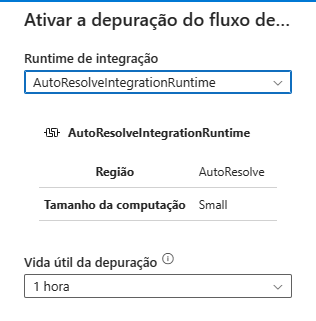 Ativar a depuração do fluxo de...
Runtime de integração
AutoResolveIntegrationRuntime
AutoResolveIntegrationRuntime
Região AutoResolve
Tamanho da computação Small
Vida útil da depuração
1 hora